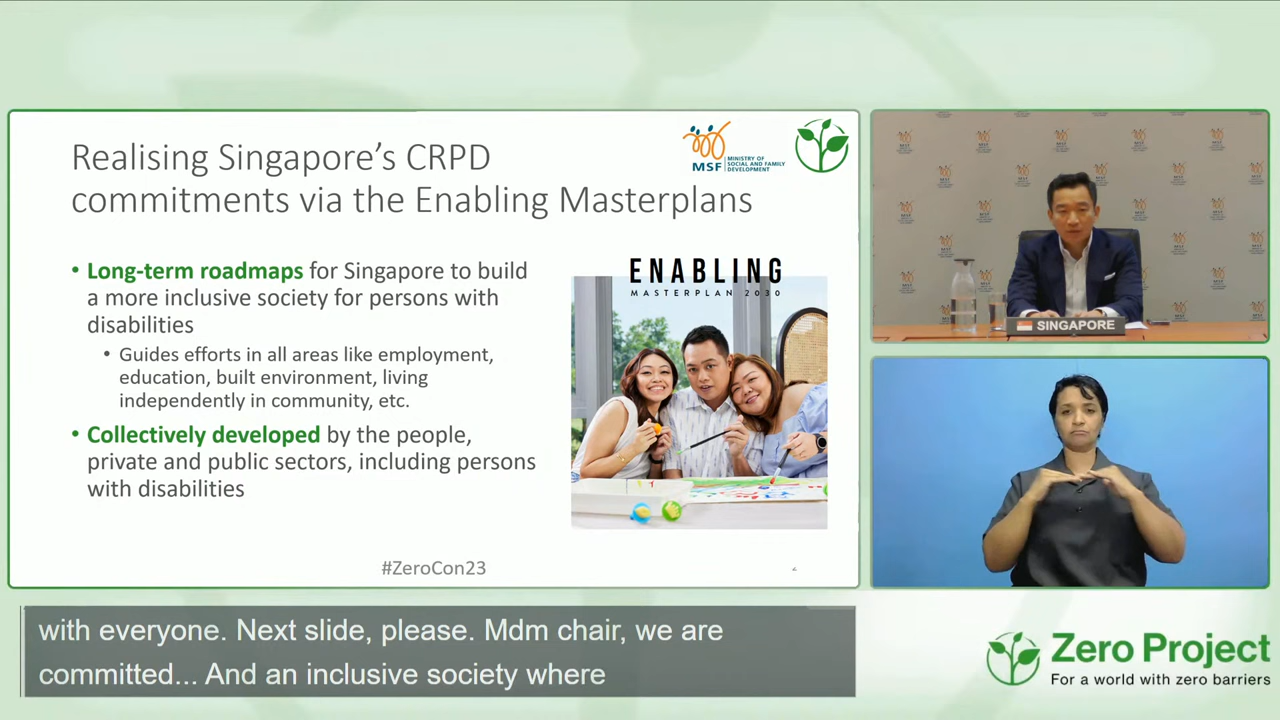 Realising Singapore's CRPD
commitments via the Enabling Masterplans
MSF
MINISTRY OF
SOCIAL AND FAMILY
DEVELOPMENT
• Long-term roadmaps for Singapore to build
a more inclusive society for persons with
disabilities
• Guides efforts in all areas like employment,
education, built environment, living
independently in community, etc.
• Collectively developed by the people,
private and public sectors, including persons
with disabilities
ENABLING
MASTERPLAN 2030
#ZeroCon23
2
SINGAPORE
with everyone. Next slide, please. Mdm chair, we are
committed... And an inclusive society where
Zero Project
For a world with zero barriers